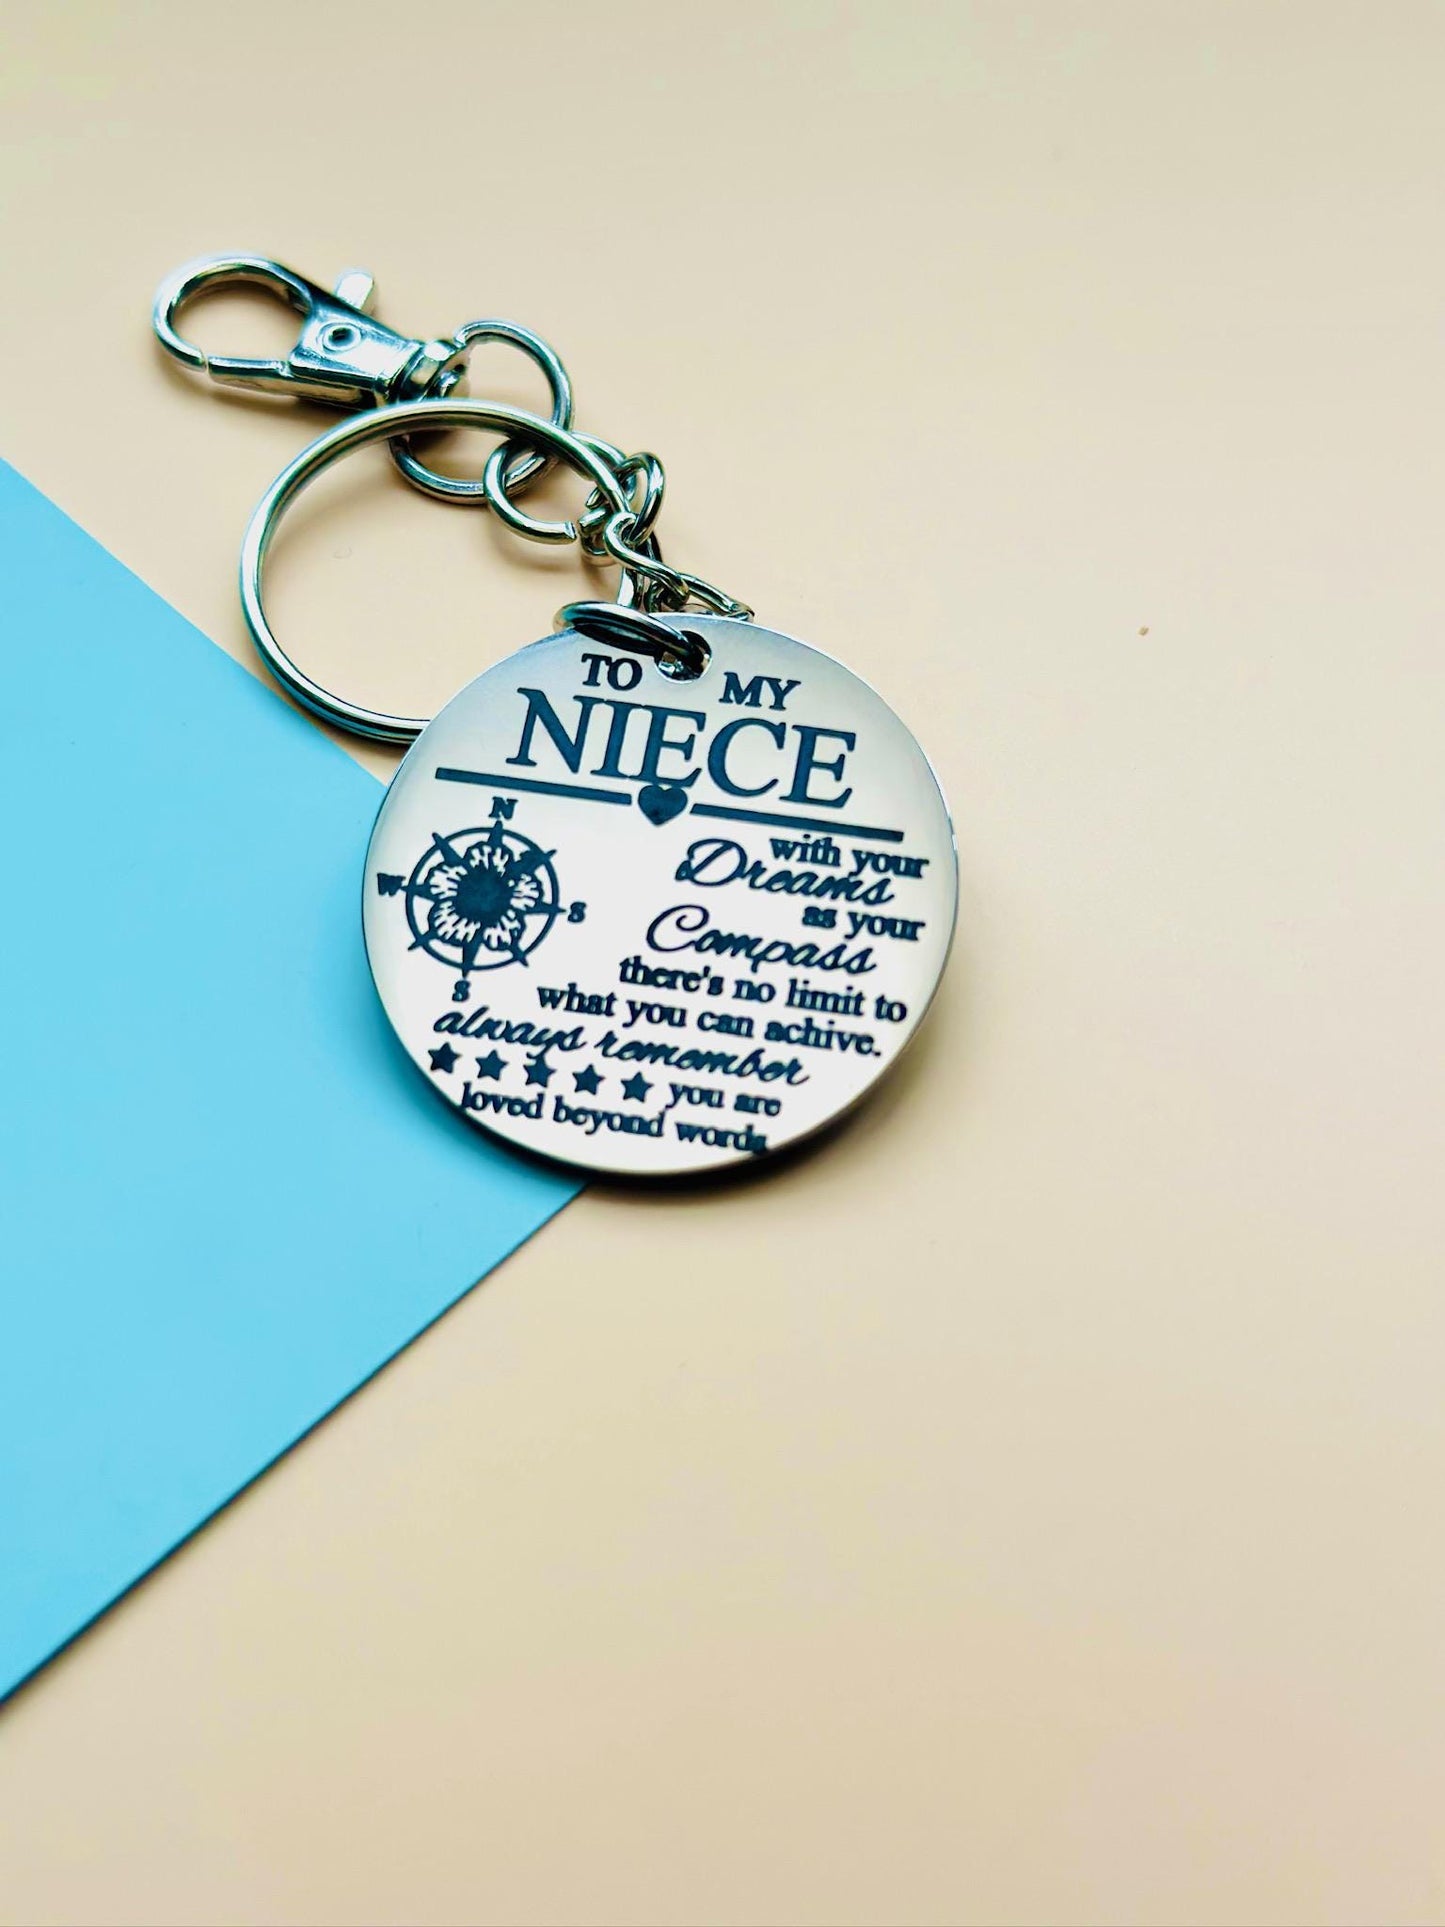 TO MY
NIECE
N
W
S
S
with your
Dreams
as your
Compass
there's no limit to
what you can achive.
always remember
you are
loved beyond words.